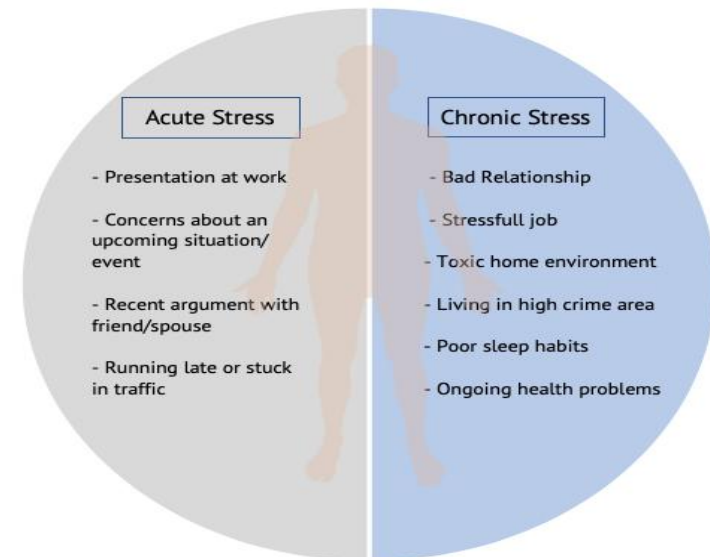 Acute Stress
- Presentation at work
- Concerns about an
upcoming situation/
event
- Recent argument with
friend/spouse
- Running late or stuck
in traffic
Chronic Stress
- Bad Relationship
- Stressfull job
- Toxic home environment
- Living in high crime area
- Poor sleep habits
- Ongoing health problems